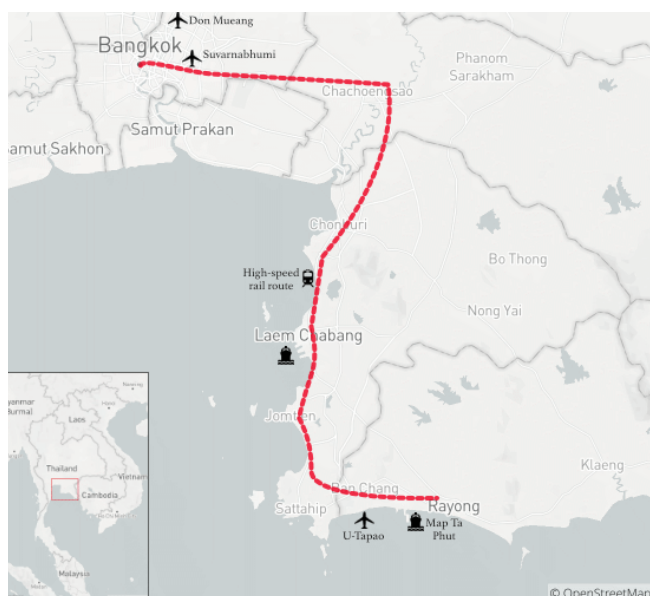 Don Mueang
Bangkok
Suvarnabhumi
Phanom
Sarakham
Chachoengsao
Samut Prakan
Samut Sakhon
Chonburi
Bo Thong
High-speed
rail route
Nong Yai
Laem Chabang
Jomtien
Klaeng
Ban Chang
Sattahip
Rayong
U-Tapao
Map Ta
Phut
Laos
Thailand
Vietnam
Cambodia
Malaysia
© OpenStreetMap